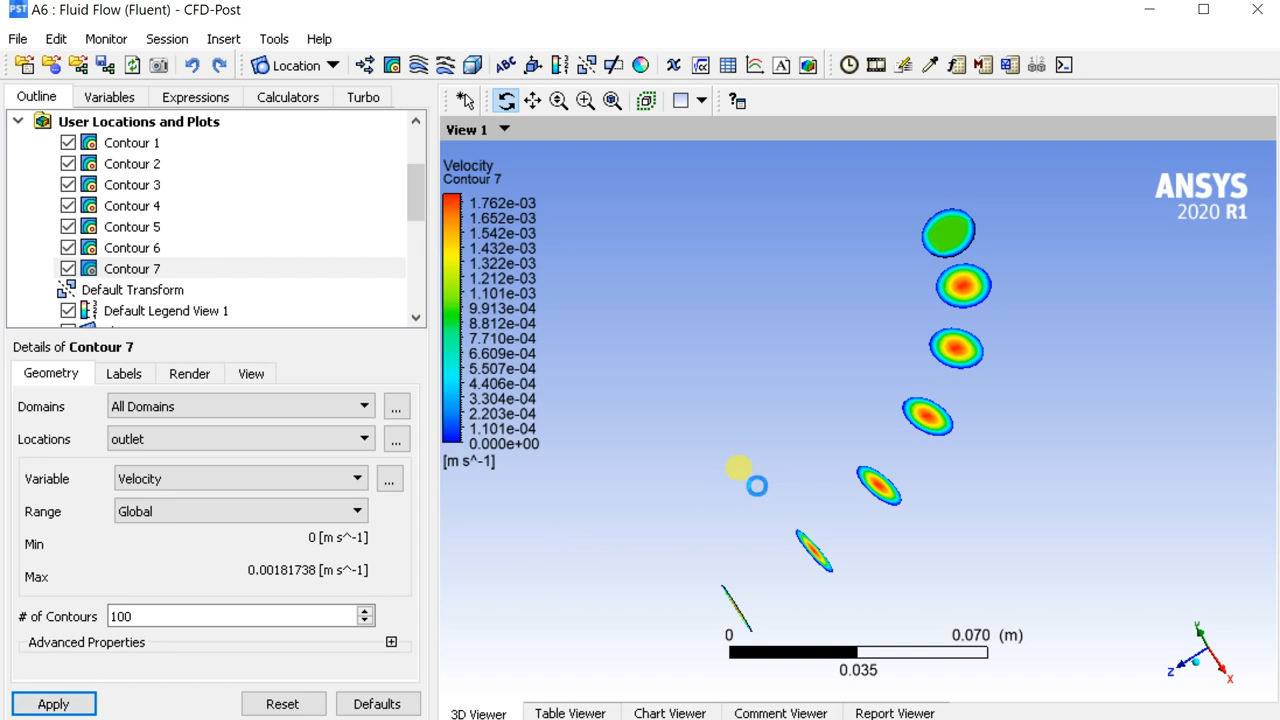 PST A6 : Fluid Flow (Fluent) - CFD-Post
File Edit Monitor Session Insert Tools Help
Location
Outline Variables Expressions Calculators Turbo
User Locations and Plots
Contour 1
Contour 2
Contour 3
Contour 4
Contour 5
Contour 6
Contour 7
Default Transform
Default Legend View 1
Details of Contour 7
Geometry Labels Render View
Domains All Domains ...
Locations outlet ...
Variable Velocity ...
Range Global
Min 0 [m s^-1]
Max 0.00181738 [m s^-1]
# of Contours 100
Advanced Properties
Apply Reset Defaults
View 1
Velocity
Contour 7
1.762e-03
1.652e-03
1.542e-03
1.432e-03
1.322e-03
1.212e-03
1.101e-03
9.913e-04
8.812e-04
7.710e-04
6.609e-04
5.507e-04
4.406e-04
3.304e-04
2.203e-04
1.101e-04
0.000e+00
[m s^-1]
ANSYS
2020 R1
0 0.070 (m)
0.035
Y
Z
X
3D Viewer Table Viewer Chart Viewer Comment Viewer Report Viewer